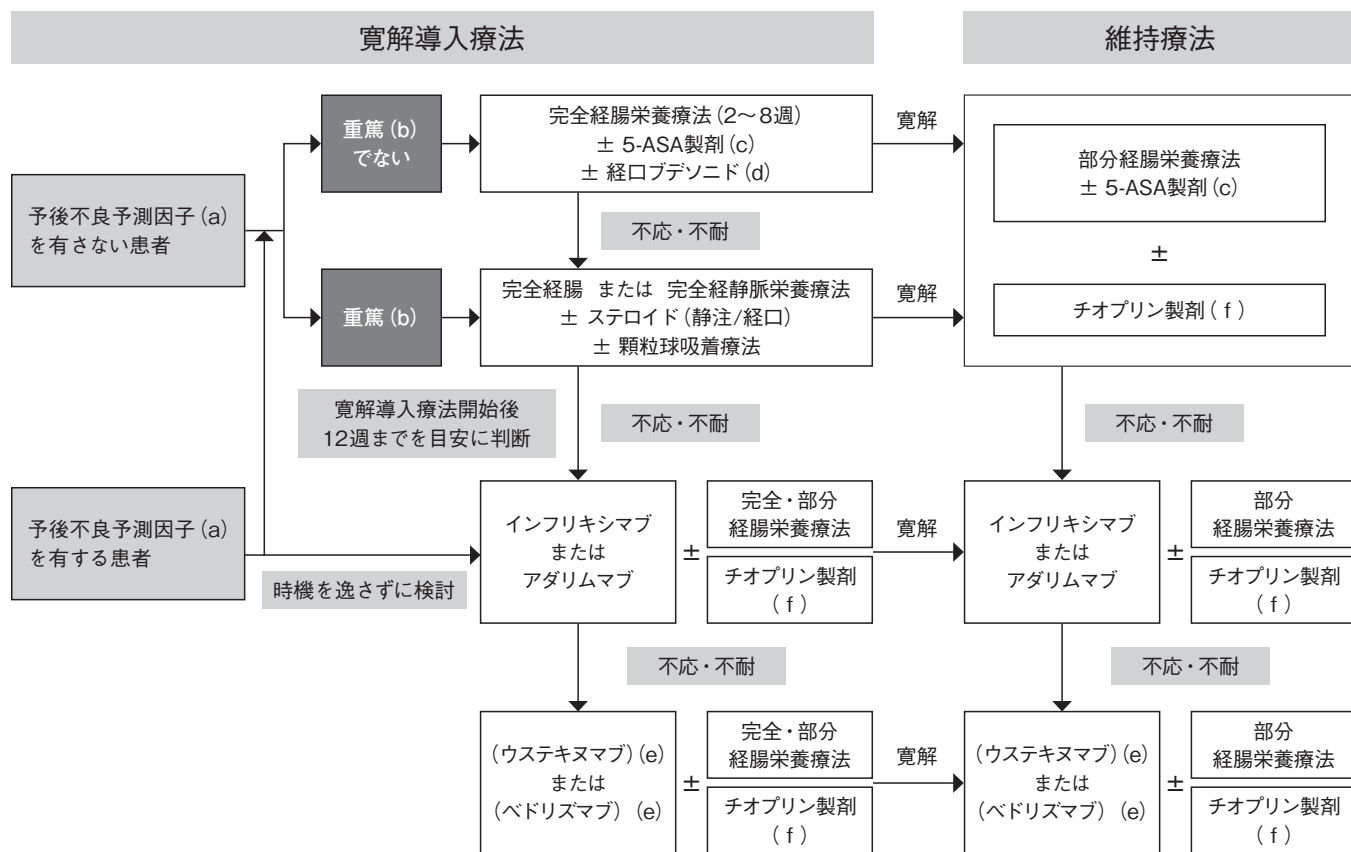 寛解導入療法
維持療法
予後不良予測因子（a）
を有さない患者
重篤（b）
でない
完全経腸栄養療法（2〜8週）
± 5-ASA製剤（c）
± 経口ブデソニド（d）
寛解
部分経腸栄養療法
± 5-ASA製剤（c）
±
チオプリン製剤（f）
不応・不耐
重篤（b）
完全経腸 または 完全経静脈栄養療法
± ステロイド（静注/経口）
± 顆粒球吸着療法
寛解
寛解導入療法開始後
12週までを目安に判断
不応・不耐
不応・不耐
予後不良予測因子（a）
を有する患者
時機を逸さずに検討
インフリキシマブ
または
アダリムマブ
±
完全・部分
経腸栄養療法
チオプリン製剤
（f）
寛解
インフリキシマブ
または
アダリムマブ
±
部分
経腸栄養療法
チオプリン製剤
（f）
不応・不耐
不応・不耐
（ウステキヌマブ）（e）
または
（ベドリズマブ）（e）
±
完全・部分
経腸栄養療法
チオプリン製剤
（f）
寛解
（ウステキヌマブ）（e）
または
（ベドリズマブ）（e）
±
部分
経腸栄養療法
チオプリン製剤
（f）